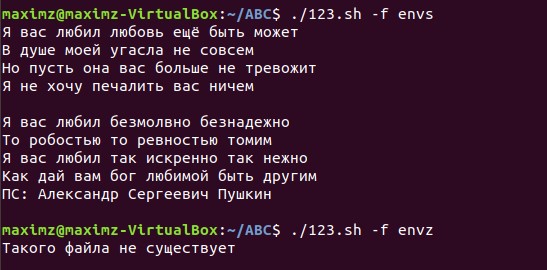 maximz@maximz-VirtualBox:~/ABC$ ./123.sh -f envs
Я вас любил любовь ещё быть может
В душе моей угасла не совсем
Но пусть она вас больше не тревожит
Я не хочу печалить вас ничем
Я вас любил безмолвно безнадежно
То робостью то ревностью томим
Я вас любил так искренно так нежно
Как дай вам бог любимой быть другим
ПС: Александр Сергеевич Пушкин
maximz@maximz-VirtualBox:~/ABC$ ./123.sh -f envz
Такого файла не существует